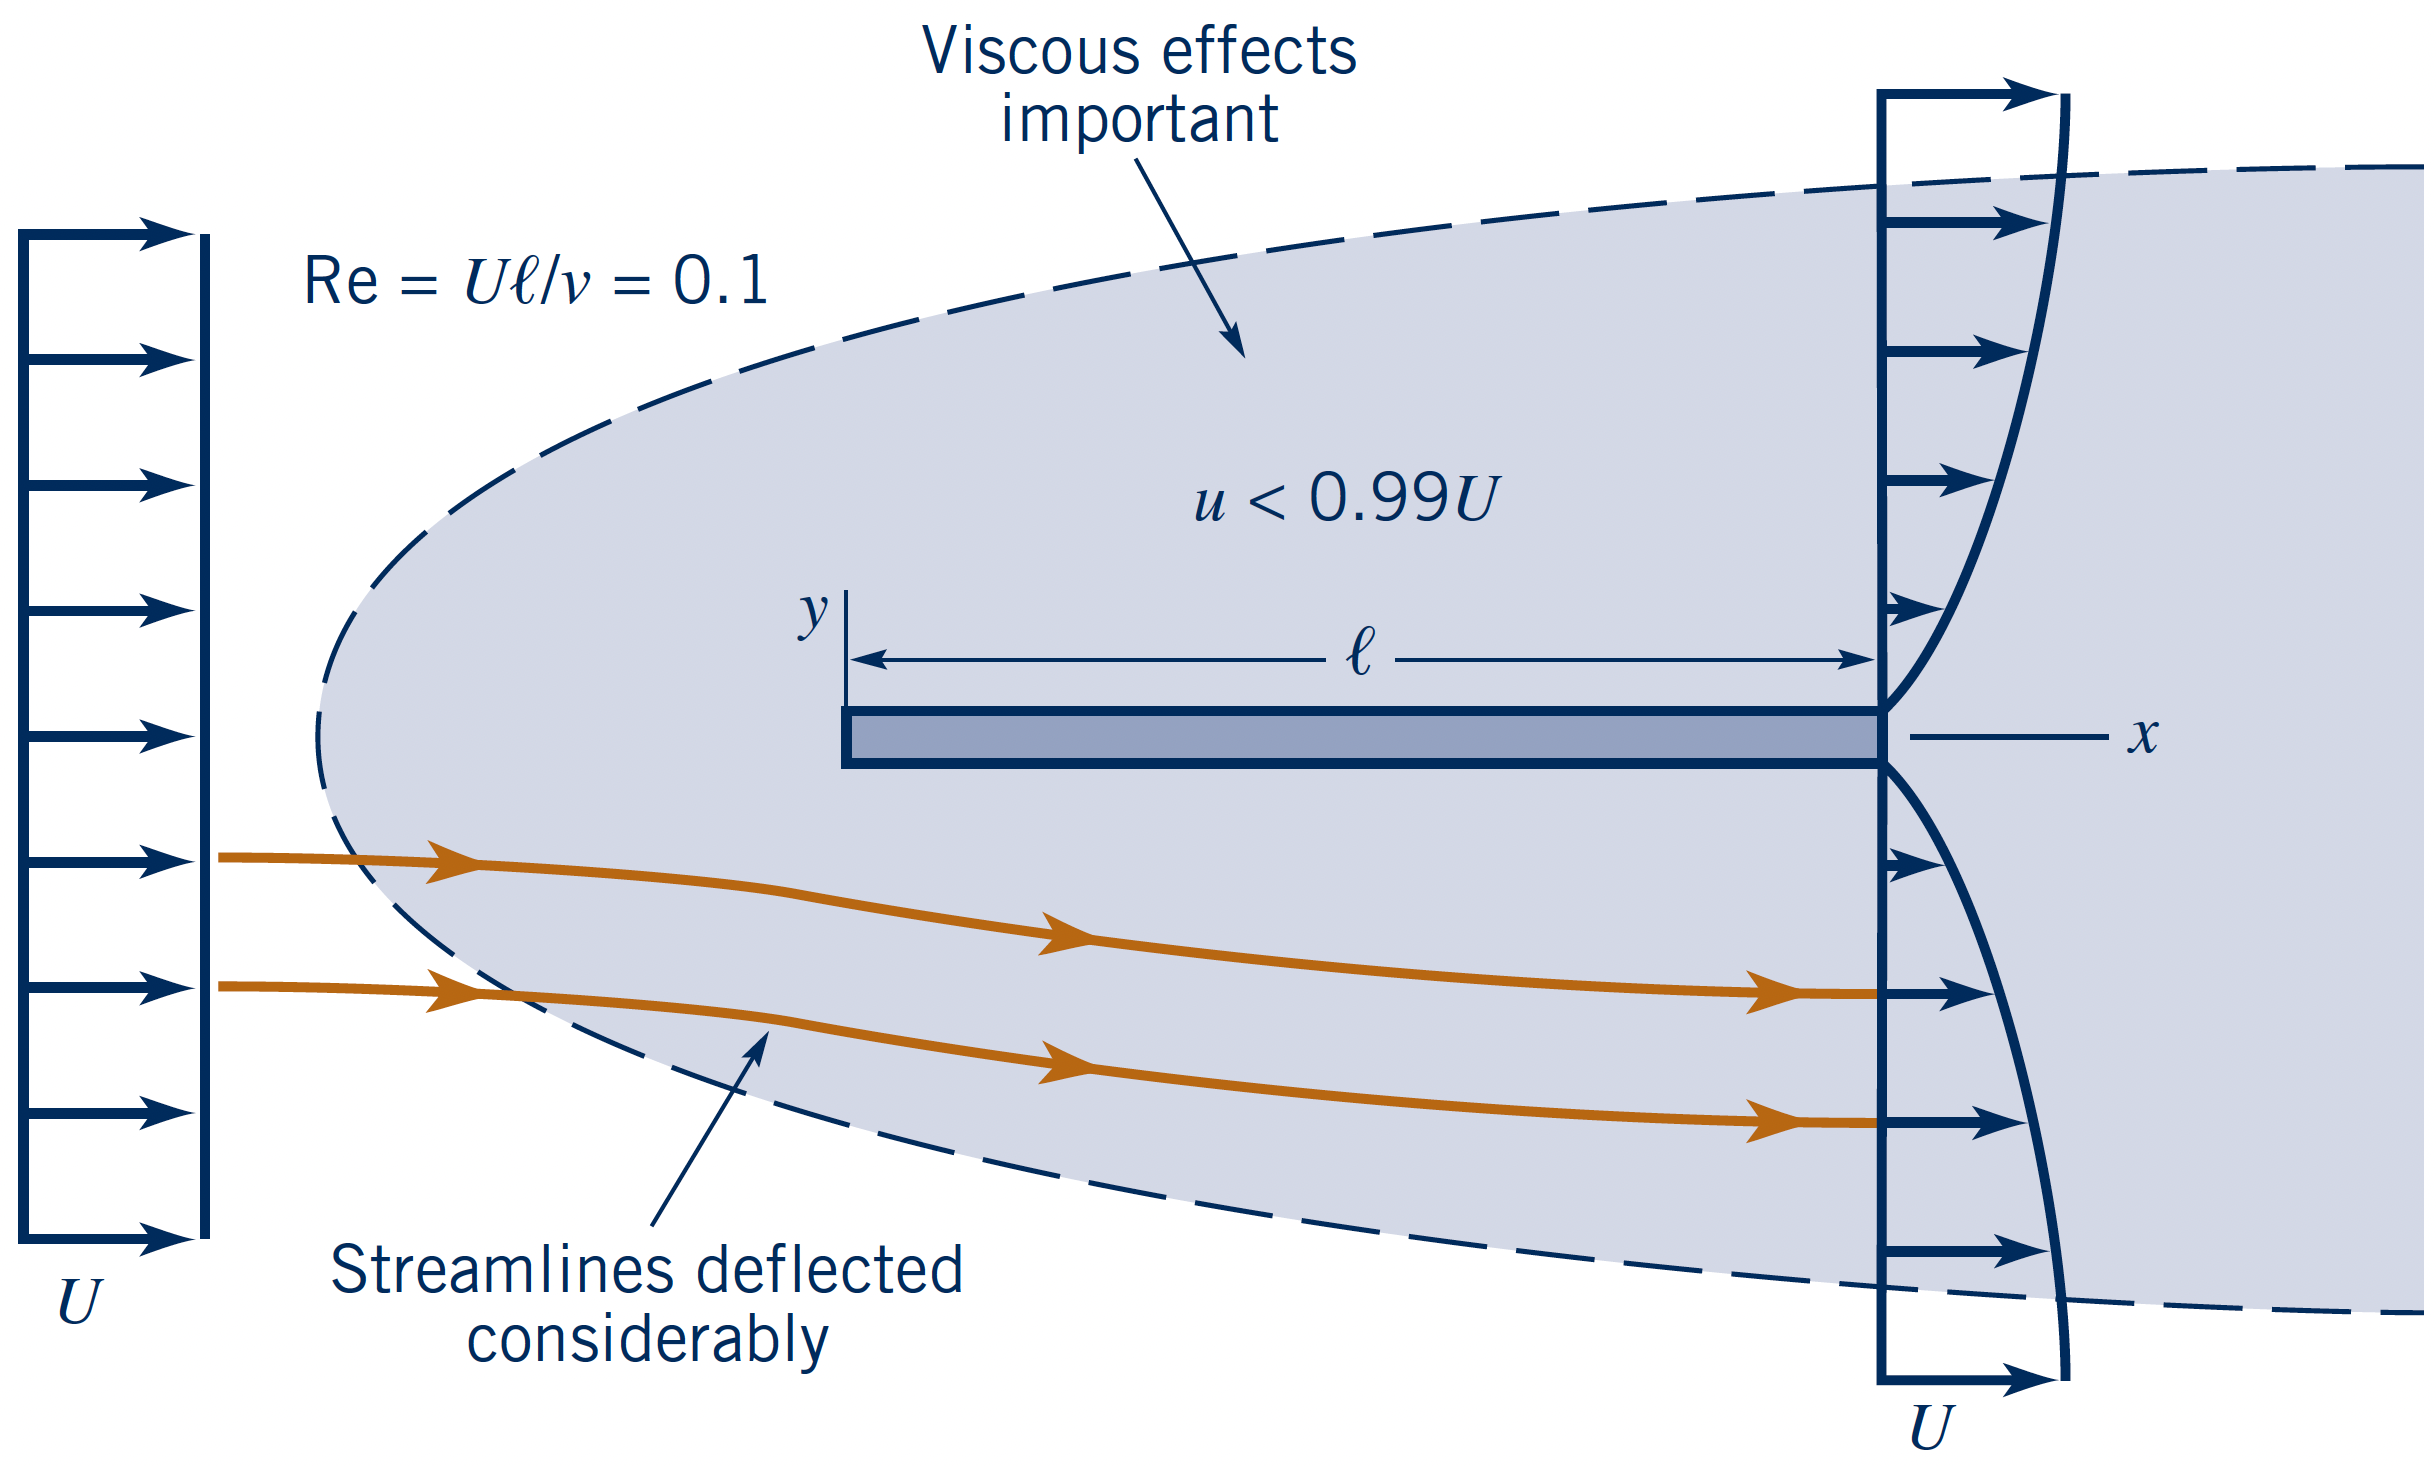 Viscous effects
important
Re = Uℓ/ν = 0.1
u < 0.99U
y
ℓ
x
Streamlines deflected
considerably
U
U